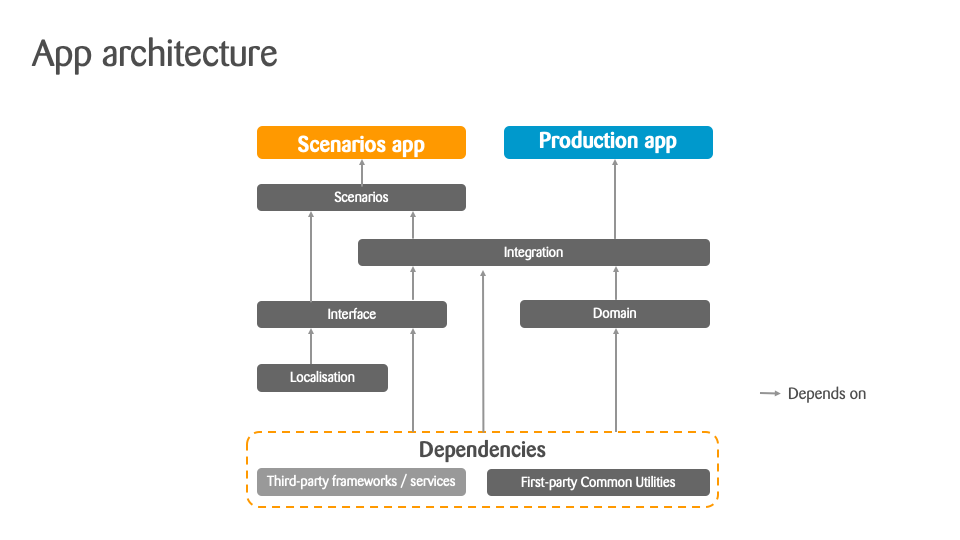 App architecture
Scenarios app
Production app
Scenarios
Integration
Interface
Domain
Localisation
Depends on
Dependencies
Third-party frameworks / services
First-party Common Utilities